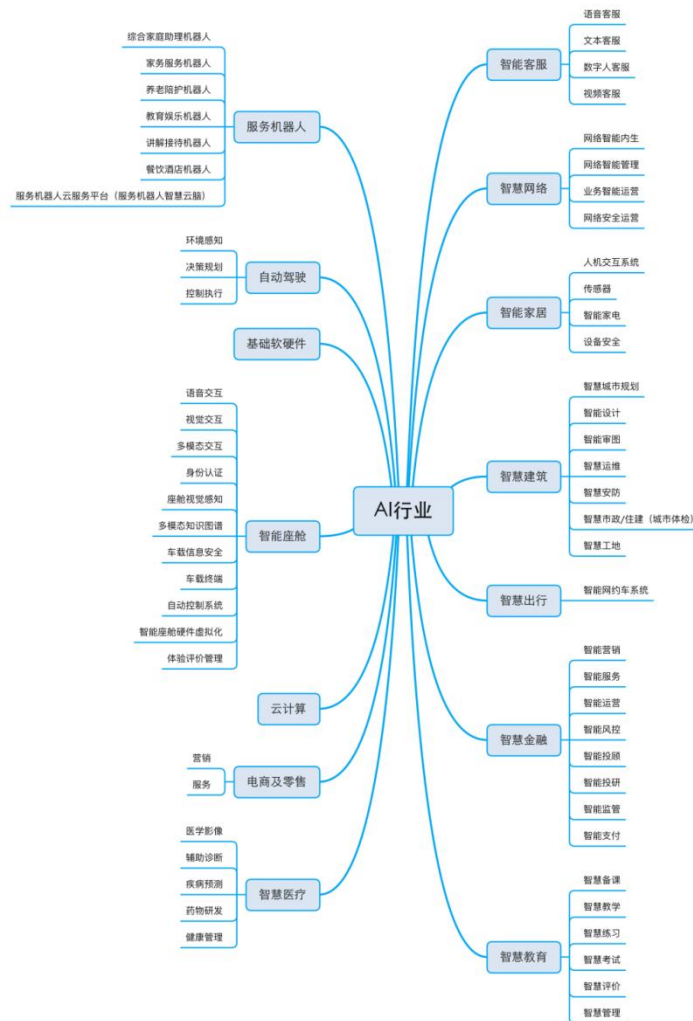 AI行业
服务机器人
综合家庭助理机器人
家务服务机器人
养老陪护机器人
教育娱乐机器人
讲解接待机器人
餐饮酒店机器人
服务机器人云服务平台（服务机器人智慧云脑）
自动驾驶
环境感知
决策规划
控制执行
基础软硬件
智能座舱
语音交互
视觉交互
多模态交互
身份认证
座舱视觉感知
多模态知识图谱
车载信息安全
车载终端
自动控制系统
智能座舱硬件虚拟化
体验评价管理
云计算
电商及零售
营销
服务
智慧医疗
医学影像
辅助诊断
疾病预测
药物研发
健康管理
智能客服
语音客服
文本客服
数字人客服
视频客服
智慧网络
网络智能内生
网络智能管理
业务智能运营
网络安全运营
智能家居
人机交互系统
传感器
智能家电
设备安全
智慧建筑
智慧城市规划
智能设计
智能审图
智慧运维
智慧安防
智慧市政/住建（城市体检）
智慧工地
智慧出行
智能网约车系统
智慧金融
智能营销
智能服务
智能运营
智能风控
智能投顾
智能投研
智能监管
智能支付
智慧教育
智慧备课
智慧教学
智慧练习
智慧考试
智慧评价
智慧管理